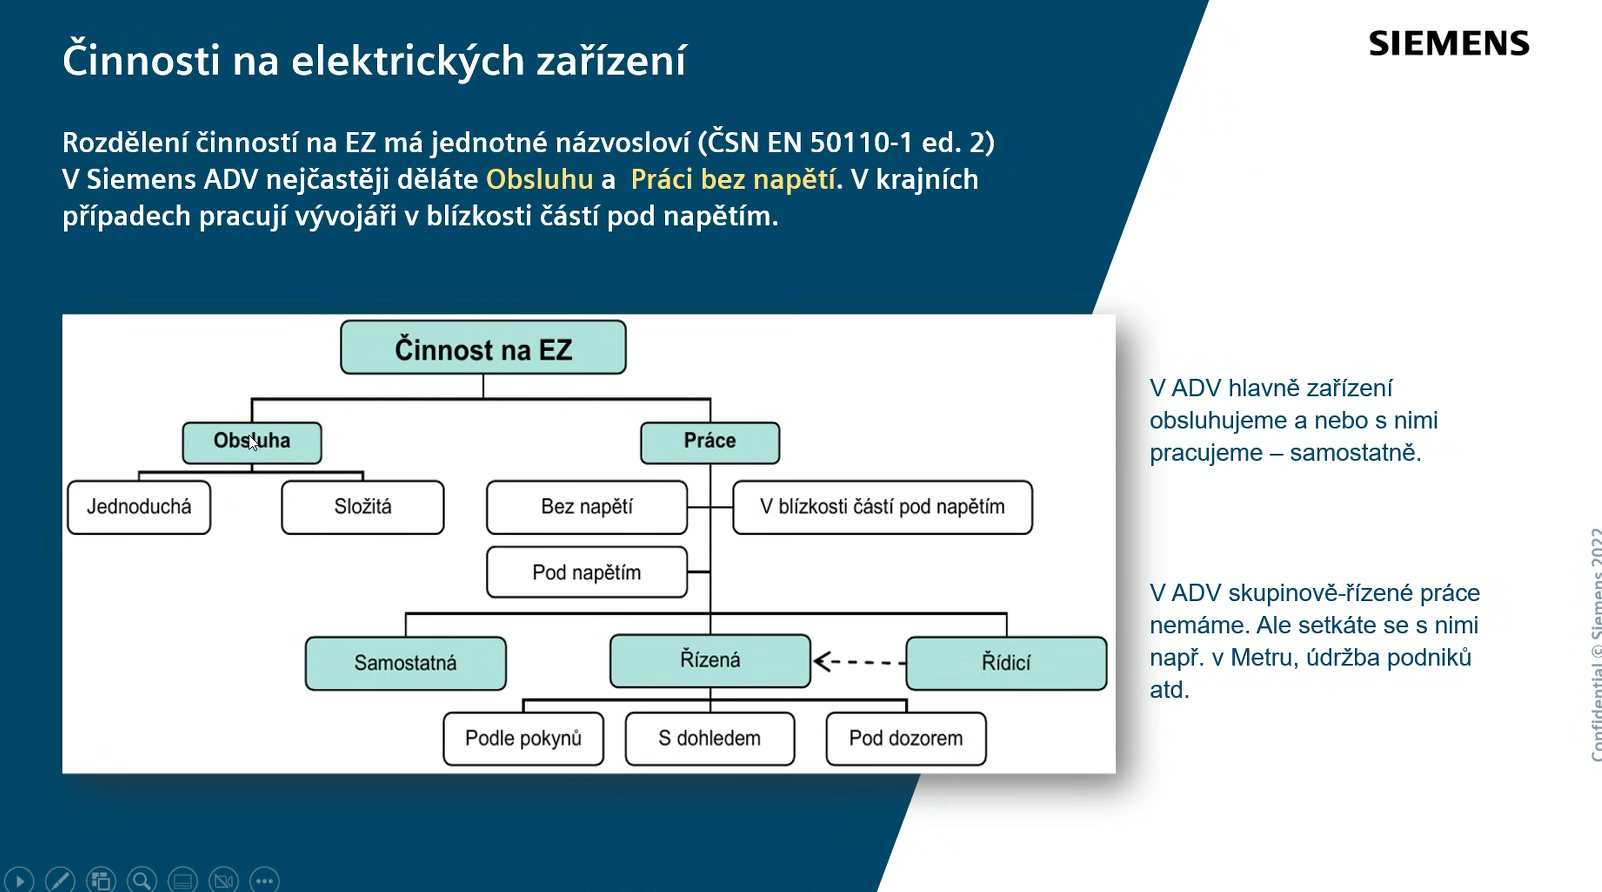 Činnosti na elektrických zařízení
SIEMENS
Rozdělení činností na EZ má jednotné názvosloví (ČSN EN 50110-1 ed. 2)
V Siemens ADV nejčastěji děláte Obsluhu a Práci bez napětí. V krajních
případech pracují vývojáři v blízkosti částí pod napětím.
Činnost na EZ
Obsluha
Práce
Jednoduchá
Složitá
Bez napětí
V blízkosti částí pod napětím
Pod napětím
Samostatná
Řízená
Řídicí
Podle pokynů
S dohledem
Pod dozorem
V ADV hlavně zařízení
obsluhujeme a nebo s nimi
pracujeme – samostatně.
V ADV skupinově-řízené práce
nemáme. Ale setkáte se s nimi
např. v Metru, údržba podniků
atd.
Confidential © Siemens 2022